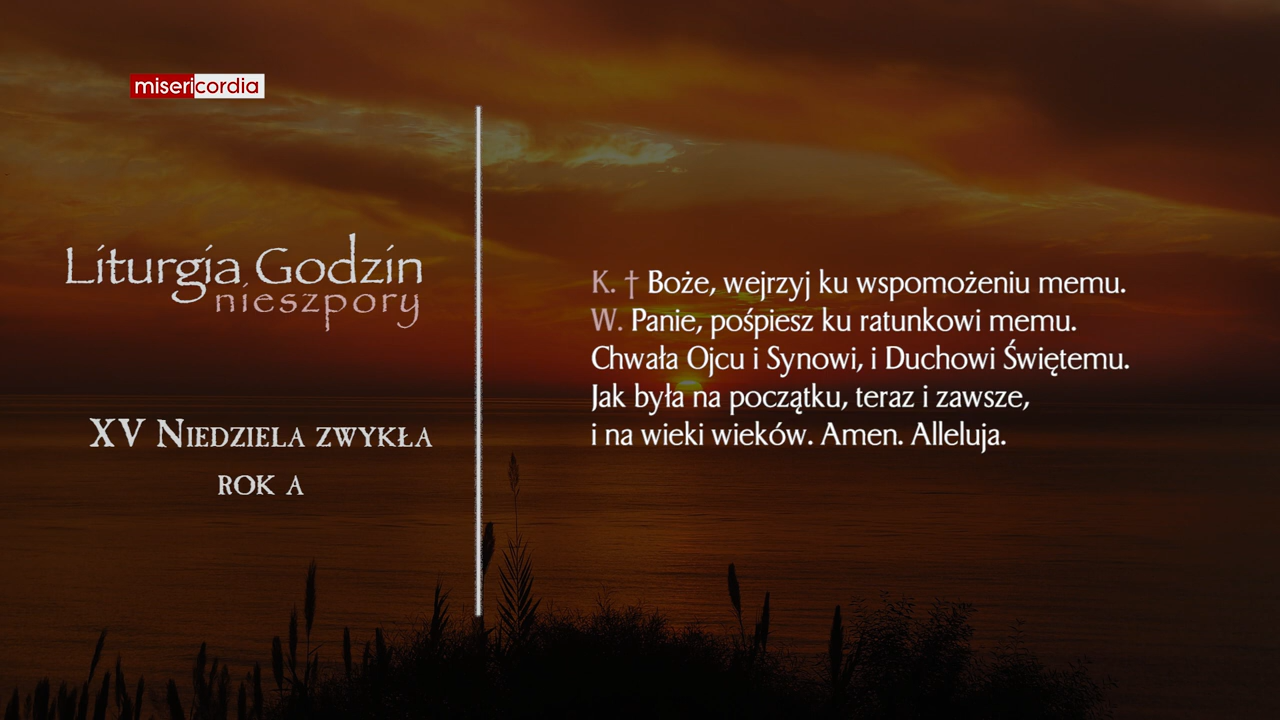 misericordia
Liturgia Godzin
nieszpory
XV Niedziela zwykła
rok A
K. † Boże, wejrzyj ku wspomożeniu memu.
W. Panie, pośpiesz ku ratunkowi memu.
Chwała Ojcu i Synowi, i Duchowi Świętemu.
Jak była na początku, teraz i zawsze,
i na wieki wieków. Amen. Alleluja.